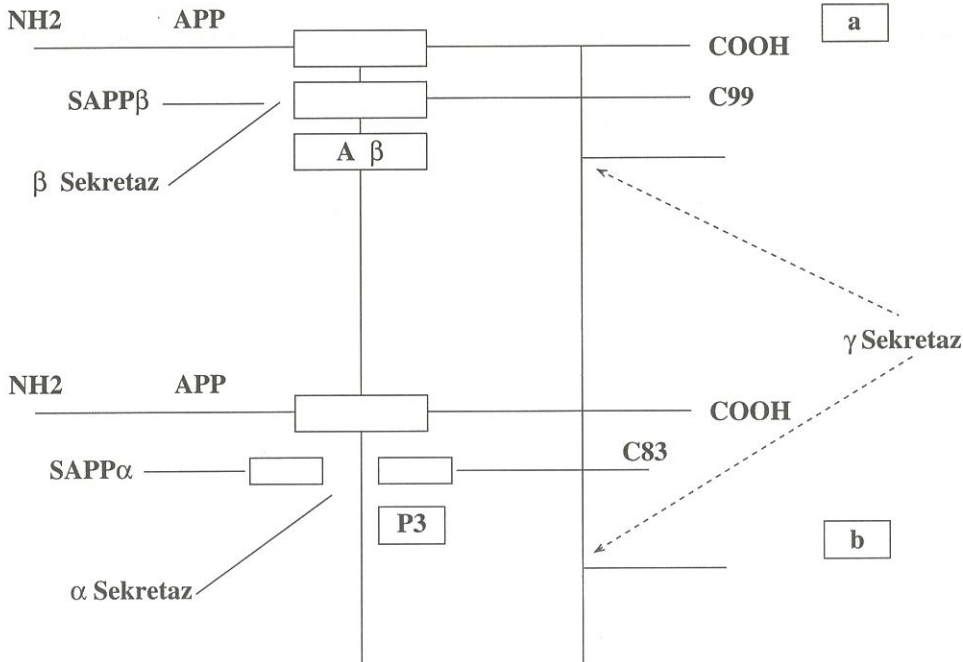 NH2 APP COOH a
SAPPβ C99
A β
β Sekretaz
γ Sekretaz
NH2 APP COOH
SAPPα C83
P3 b
α Sekretaz